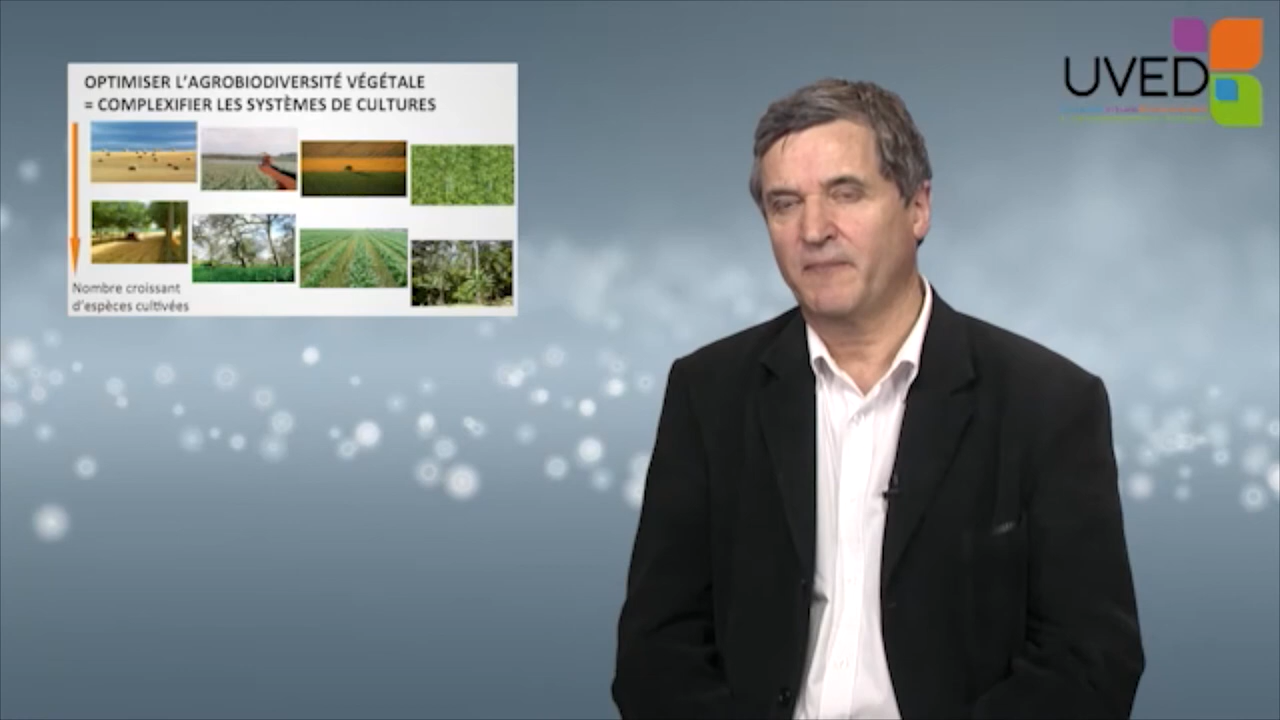 OPTIMISER L'AGROBIODIVERSITÉ VÉGÉTALE
= COMPLEXIFIER LES SYSTÈMES DE CULTURES
Nombre croissant
d'espèces cultivées
UVED